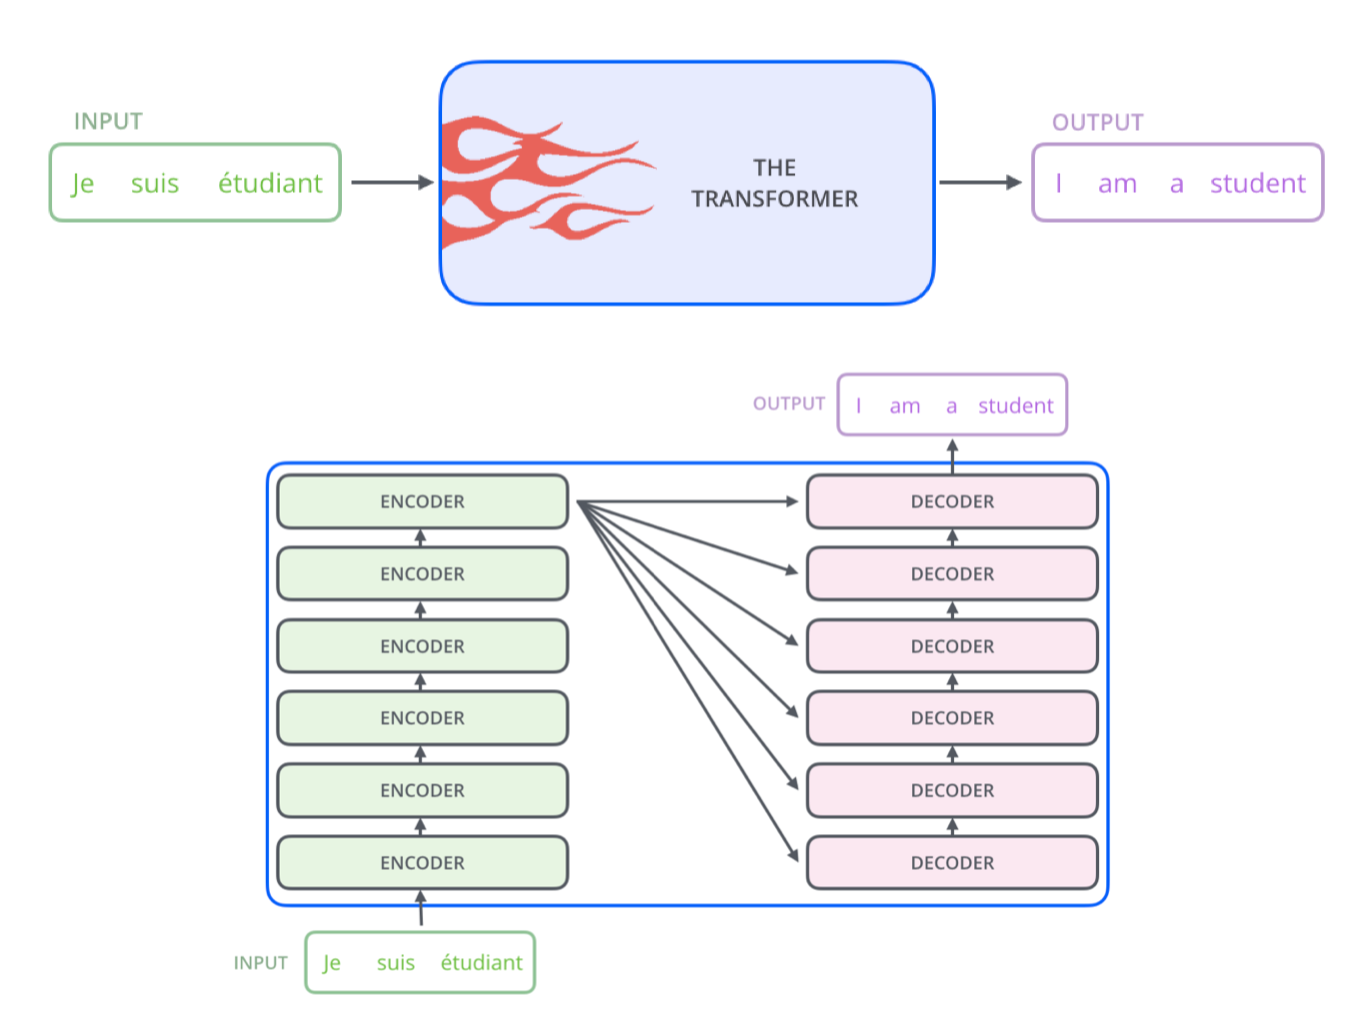 INPUT
Je suis étudiant
THE
TRANSFORMER
OUTPUT
I am a student
OUTPUT
I am a student
ENCODER
DECODER
ENCODER
DECODER
ENCODER
DECODER
ENCODER
DECODER
ENCODER
DECODER
ENCODER
DECODER
INPUT
Je suis étudiant